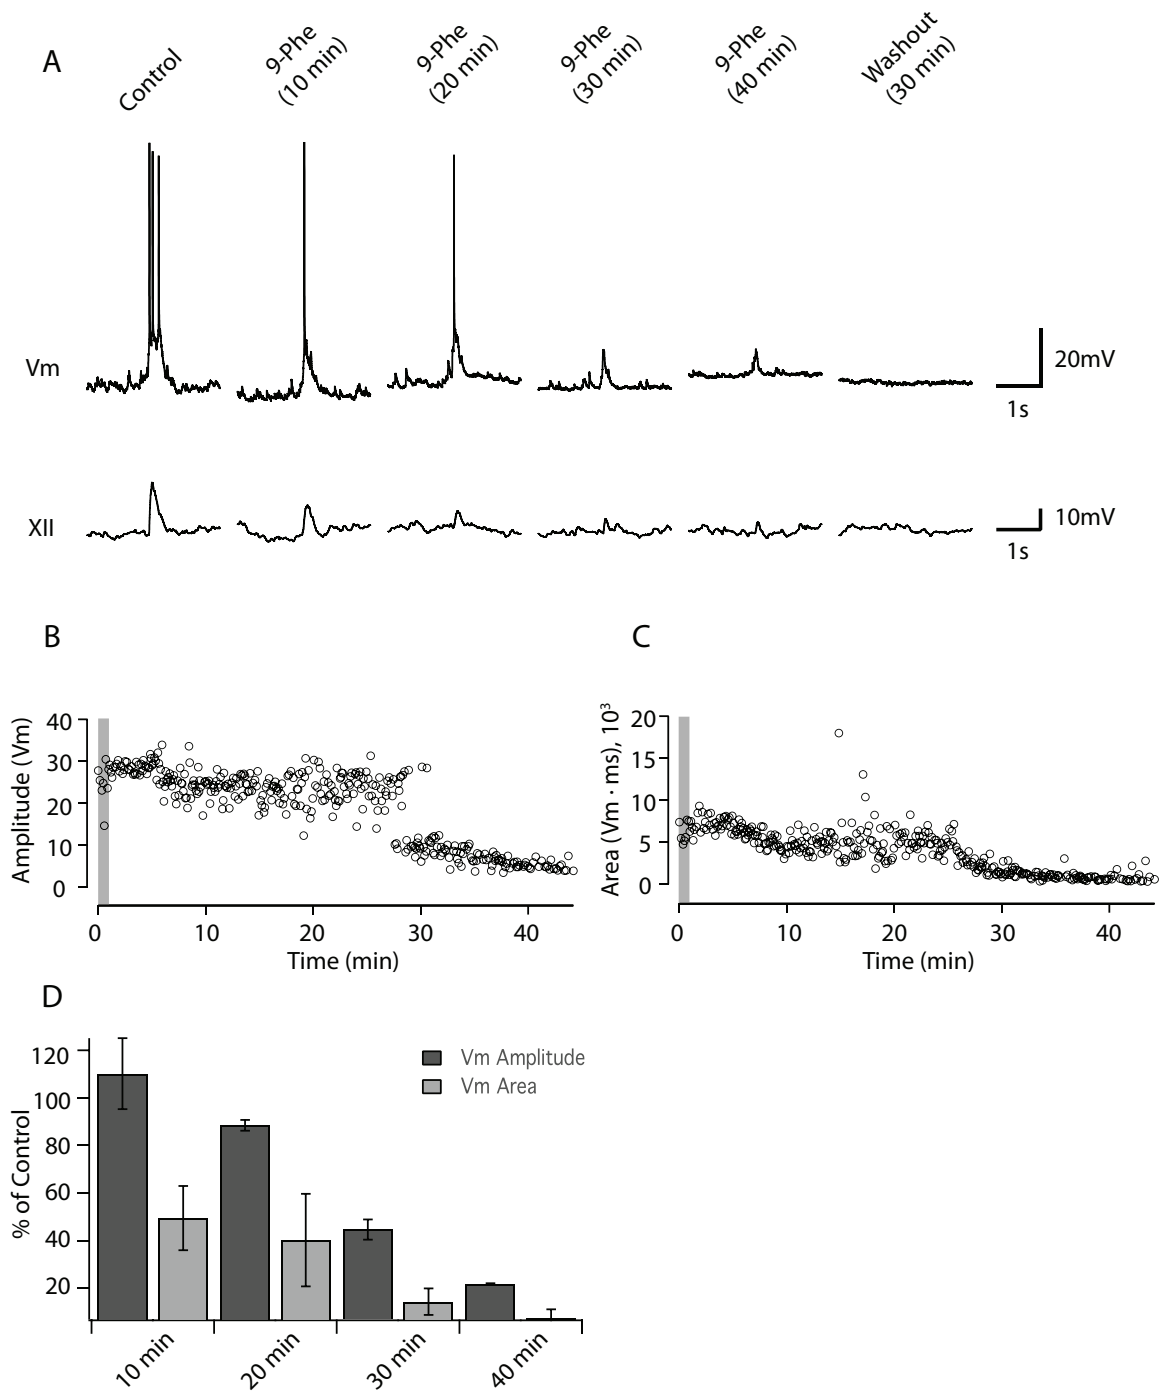 A
Control
9-Phe
(10 min)
9-Phe
(20 min)
9-Phe
(30 min)
9-Phe
(40 min)
Washout
(30 min)
Vm
20mV
1s
XII
10mV
1s
B
Amplitude (Vm)
40
30
20
10
0
0 10 20 30 40
Time (min)
C
Area (Vm · ms), 10³
20
15
10
5
0
0 10 20 30 40
Time (min)
D
% of Control
120
100
80
60
40
20
Vm Amplitude
Vm Area
10 min
20 min
30 min
40 min